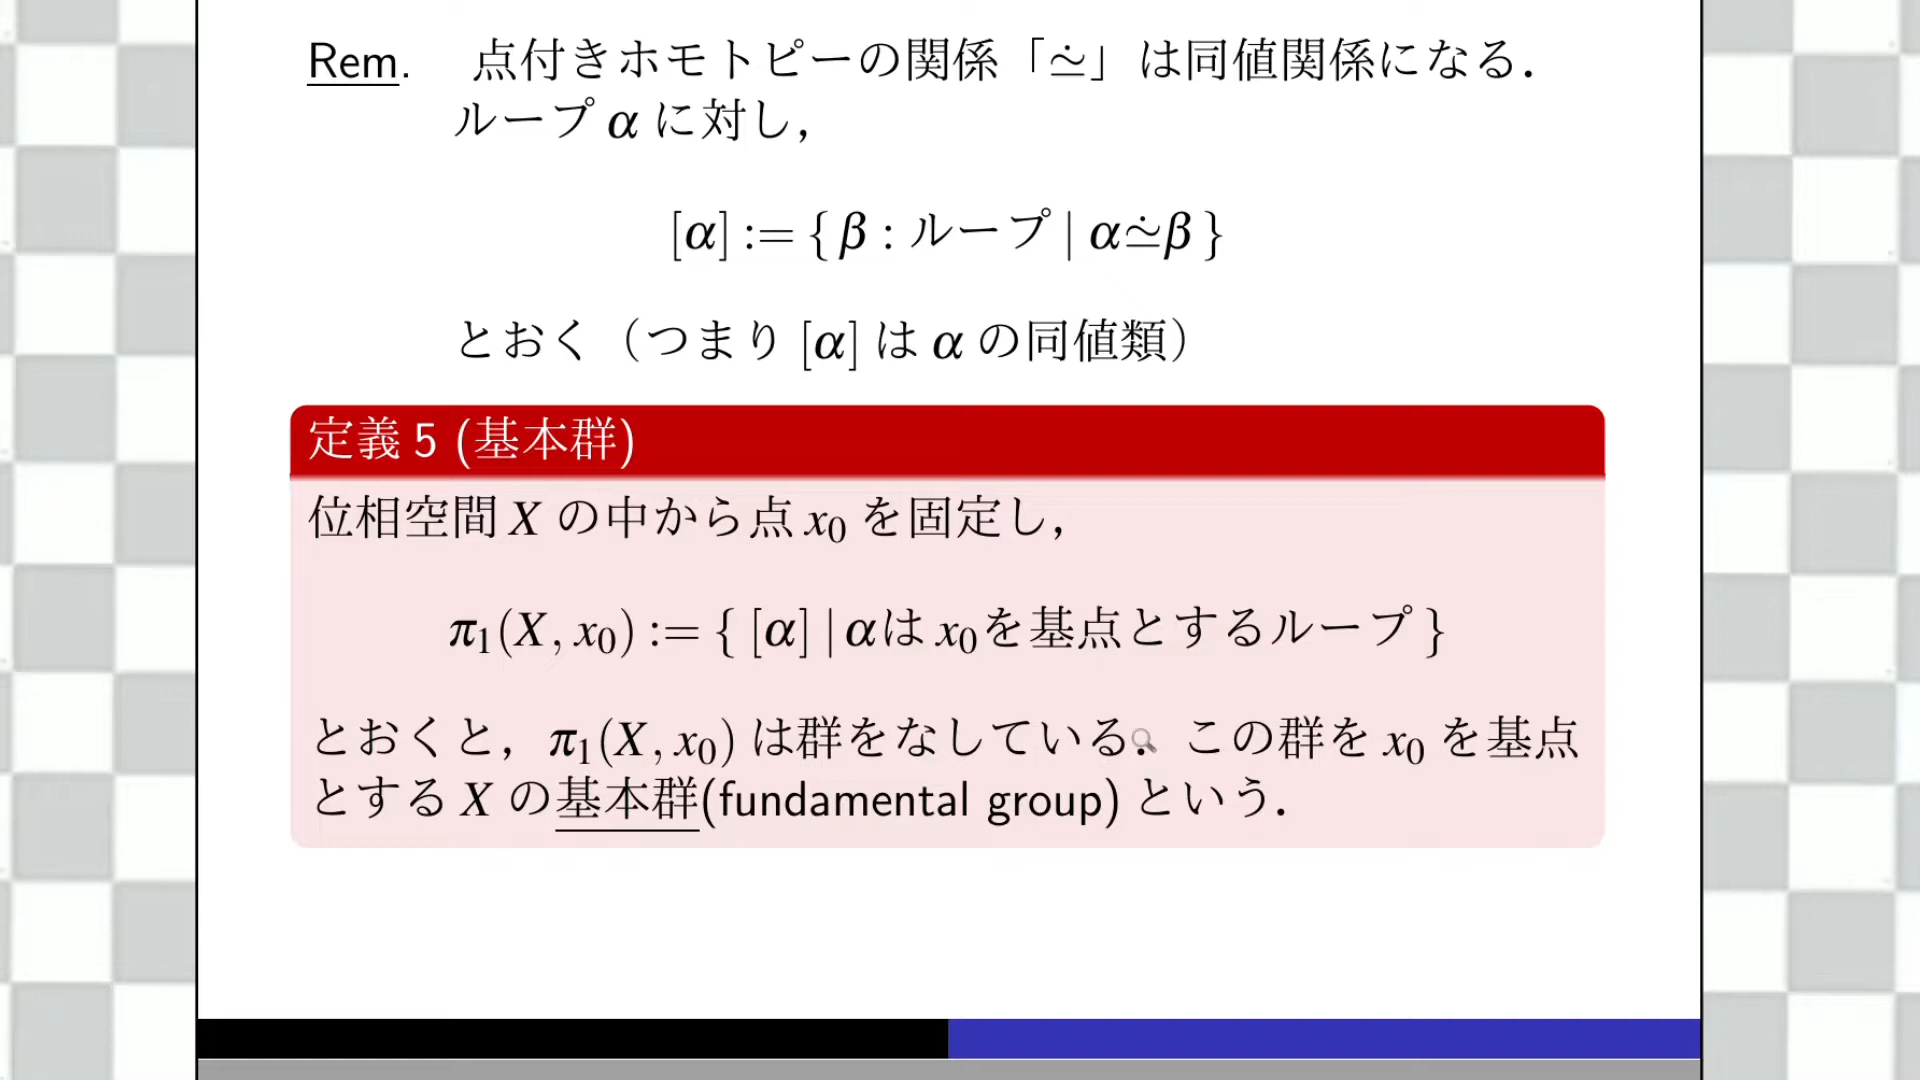 Rem. 点付きホモトピーの関係「≃̇」は同値関係になる．
ループ α に対し，
[α] := { β : ループ | α≃̇β }
とおく（つまり [α] は α の同値類）
定義 5 (基本群)
位相空間 X の中から点 x₀ を固定し，
π₁(X, x₀) := { [α] | αは x₀を基点とするループ }
とおくと，π₁(X, x₀) は群をなしている．この群を x₀ を基点
とする X の基本群(fundamental group) という．